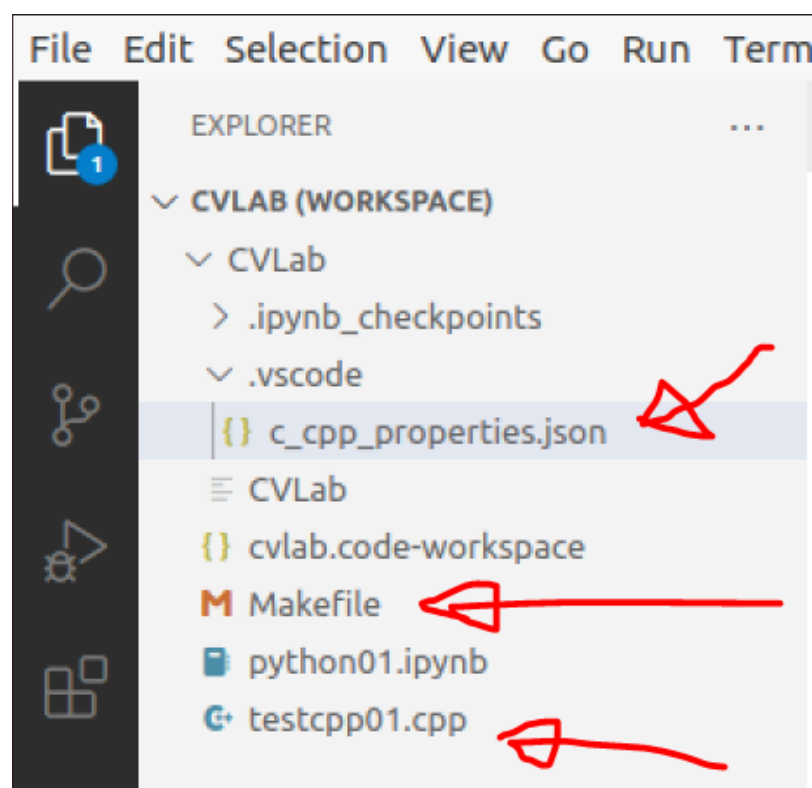 File Edit Selection View Go Run Term
EXPLORER ...
1
CVLAB (WORKSPACE)
CVLab
.ipynb_checkpoints
.vscode
{} c_cpp_properties.json
CVLab
{} cvlab.code-workspace
M Makefile
python01.ipynb
C+ testcpp01.cpp